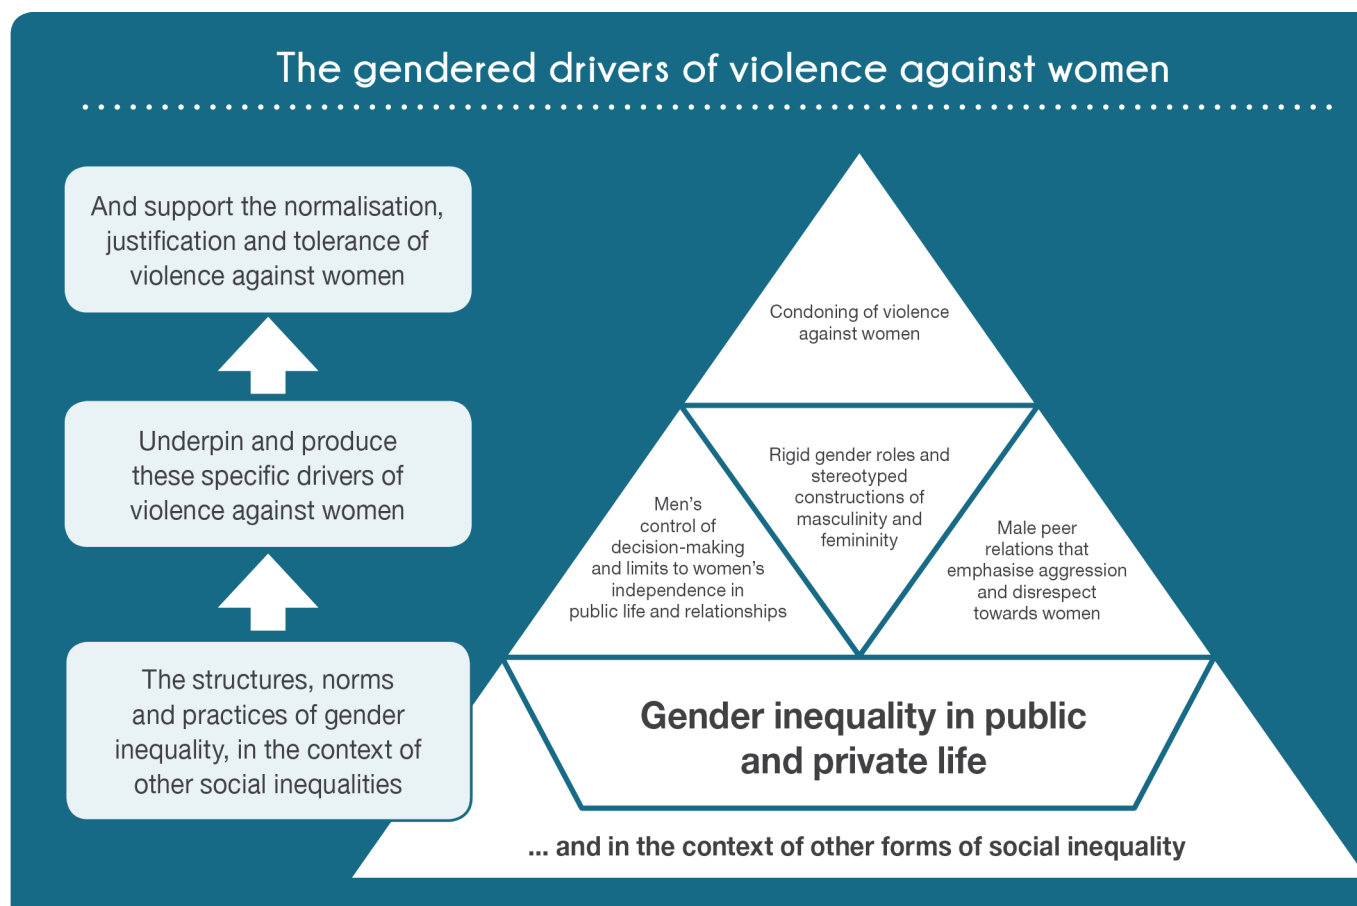 The gendered drivers of violence against women
And support the normalisation,
justification and tolerance of
violence against women
Underpin and produce
these specific drivers of
violence against women
The structures, norms
and practices of gender
inequality, in the context of
other social inequalities
Condoning of violence
against women
Men’s
control of
decision-making
and limits to women’s
independence in
public life and relationships
Rigid gender roles and
stereotyped
constructions of
masculinity and
femininity
Male peer
relations that
emphasise aggression
and disrespect
towards women
Gender inequality in public
and private life
... and in the context of other forms of social inequality